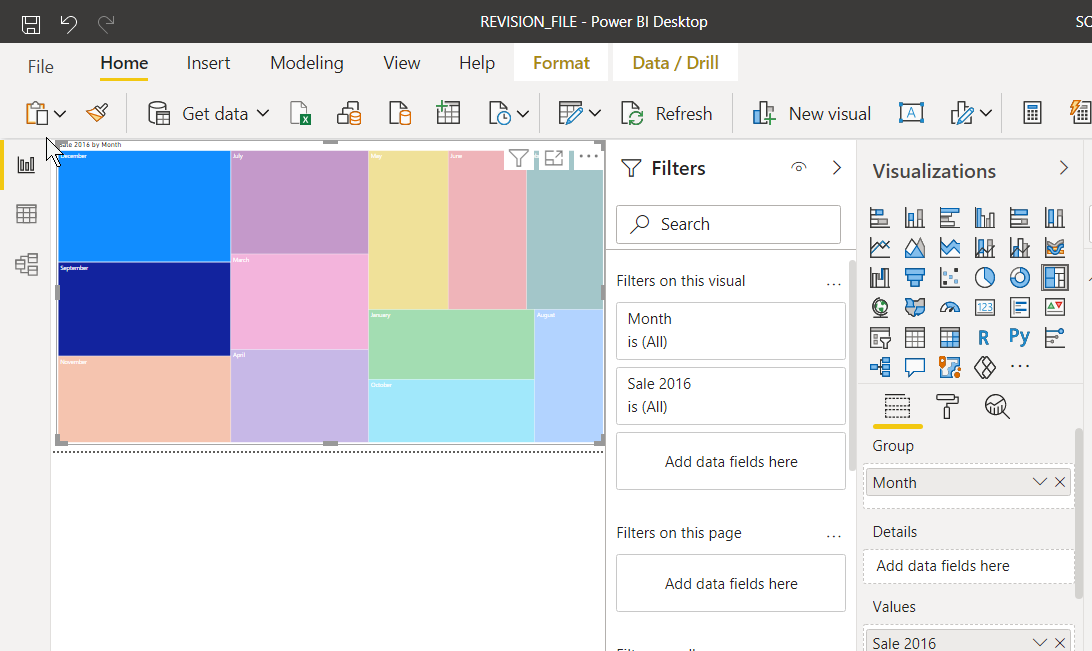 REVISION_FILE - Power BI Desktop
SC
File
Home
Insert
Modeling
View
Help
Format
Data / Drill
Get data
Refresh
New visual
Sale 2016 by Month
December
July
May
June
September
March
January
August
November
April
October
Filters
Search
Filters on this visual
...
Month
is (All)
Sale 2016
is (All)
Add data fields here
Filters on this page
...
Add data fields here
Visualizations
123
R
Py
...
Group
Month
Details
Add data fields here
Values
Sale 2016